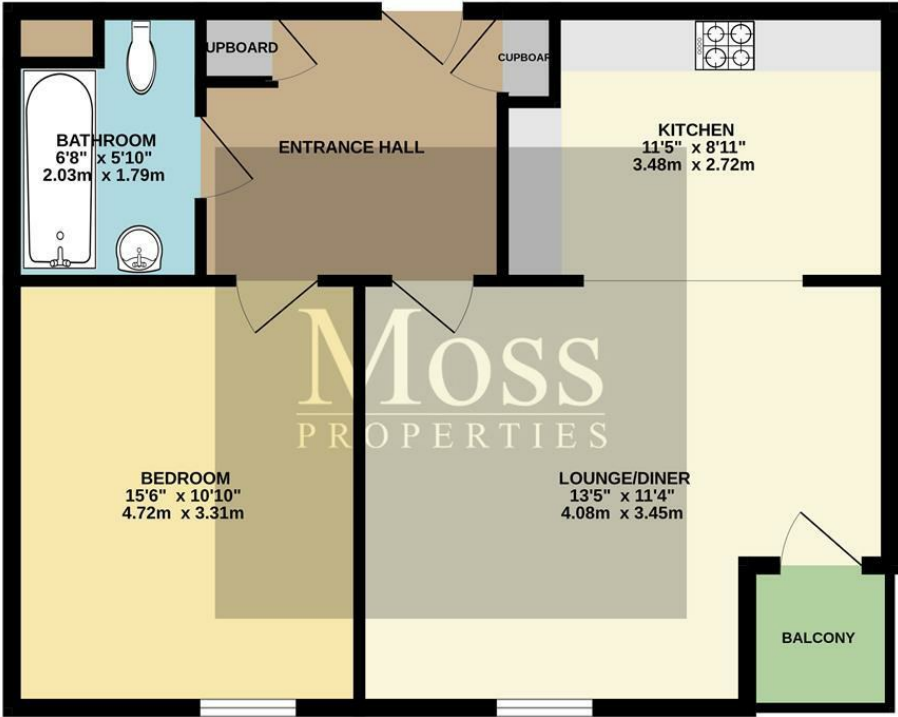 UPBOARD
CUPBOAR
BATHROOM
6'8" x 5'10"
2.03m x 1.79m
ENTRANCE HALL
KITCHEN
11'5" x 8'11"
3.48m x 2.72m
MOSS
PROPERTIES
BEDROOM
15'6" x 10'10"
4.72m x 3.31m
LOUNGE/DINER
13'5" x 11'4"
4.08m x 3.45m
BALCONY